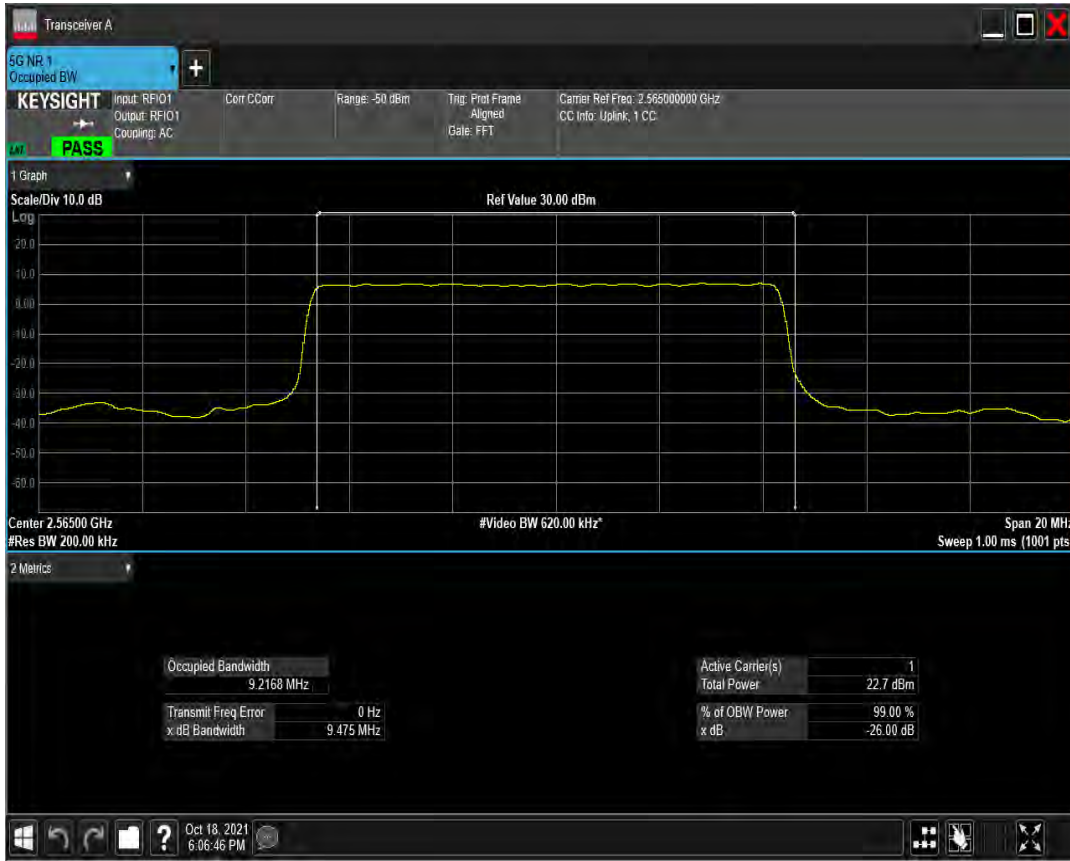 Transceiver A
5G NR 1
Occupied BW
KEYSIGHT
Input: RFIO1
Output: RFIO1
Coupling: AC
PASS
Corr CCorr
Range: -50 dBm
Trig: Prot Frame
Aligned
Gate: FFT
Carrier Ref Freq: 2.565000000 GHz
CC Info: Uplink, 1 CC
1 Graph
Scale/Div 10.0 dB
Ref Value 30.00 dBm
Log
20.0
10.0
0.00
-10.0
-20.0
-30.0
-40.0
-50.0
-60.0
Center 2.56500 GHz
#Video BW 620.00 kHz*
Span 20 MHz
#Res BW 200.00 kHz
Sweep 1.00 ms (1001 pts
2 Metrics
Occupied Bandwidth
9.2168 MHz
Transmit Freq Error 0 Hz
x dB Bandwidth 9.475 MHz
Active Carrier(s) 1
Total Power 22.7 dBm
% of OBW Power 99.00 %
x dB -26.00 dB
Oct 18, 2021
6:06:46 PM